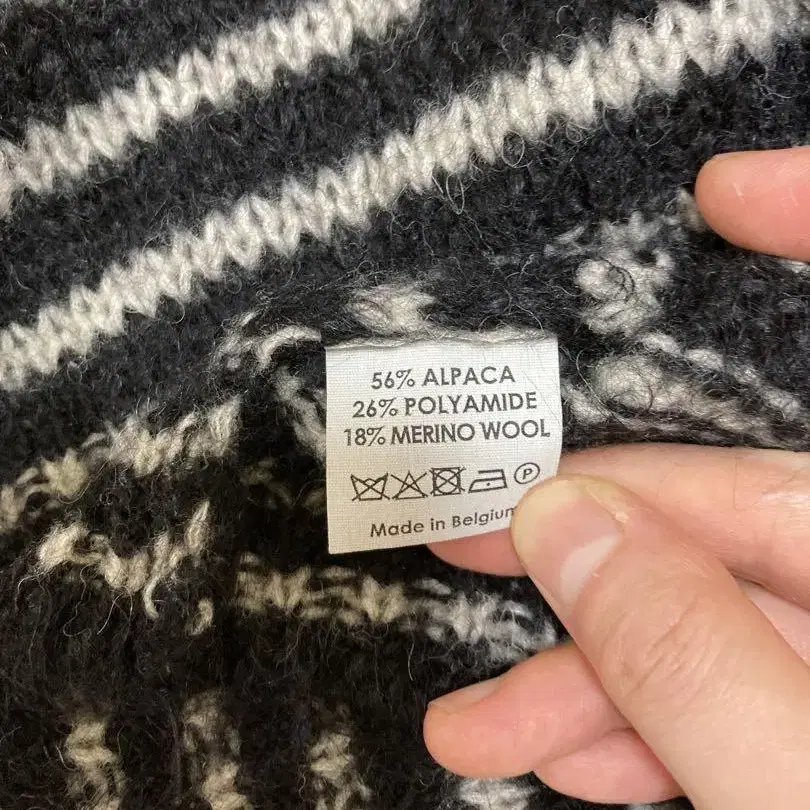 56% ALPACA
26% POLYAMIDE
18% MERINO WOOL
P
Made in Belgium